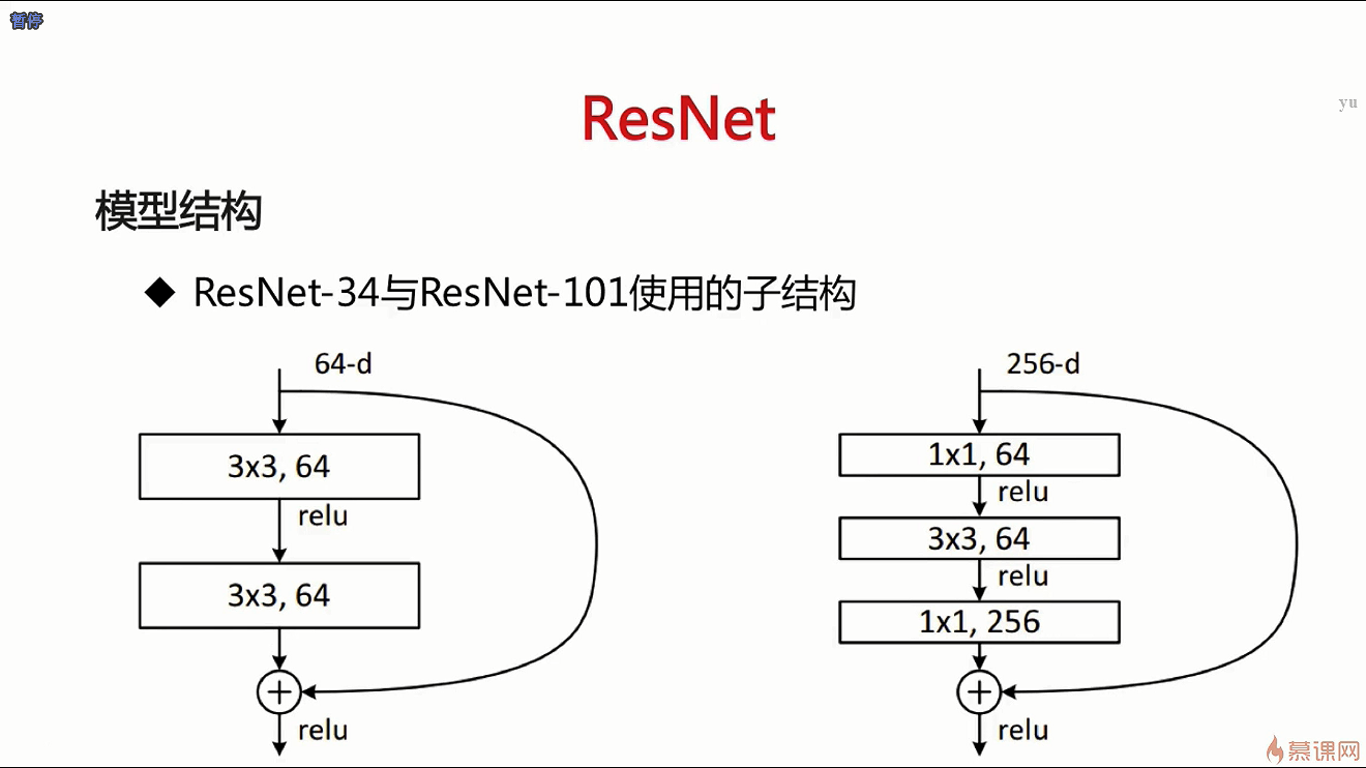 暂停
ResNet
yu
模型结构
◆ ResNet-34与ResNet-101使用的子结构
64-d
3x3, 64
relu
3x3, 64
+
relu
256-d
1x1, 64
relu
3x3, 64
relu
1x1, 256
+
relu
慕课网